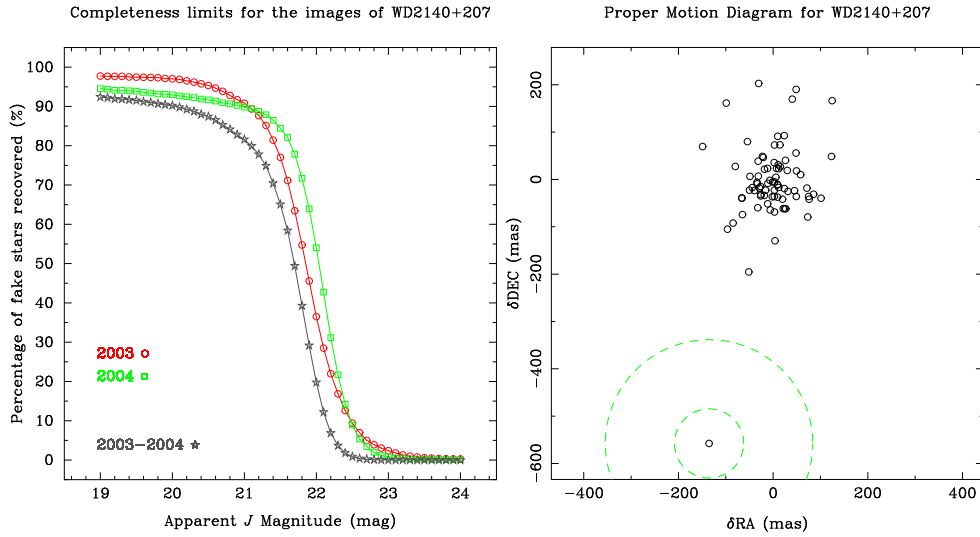 Completeness limits for the images of WD2140+207
Percentage of fake stars recovered (%)
100
90
80
70
60
50
40
30
20
10
0
2003
2004
2003−2004
19 20 21 22 23 24
Apparent J Magnitude (mag)
Proper Motion Diagram for WD2140+207
δDEC (mas)
200
0
−200
−400
−600
−400 −200 0 200 400
δRA (mas)